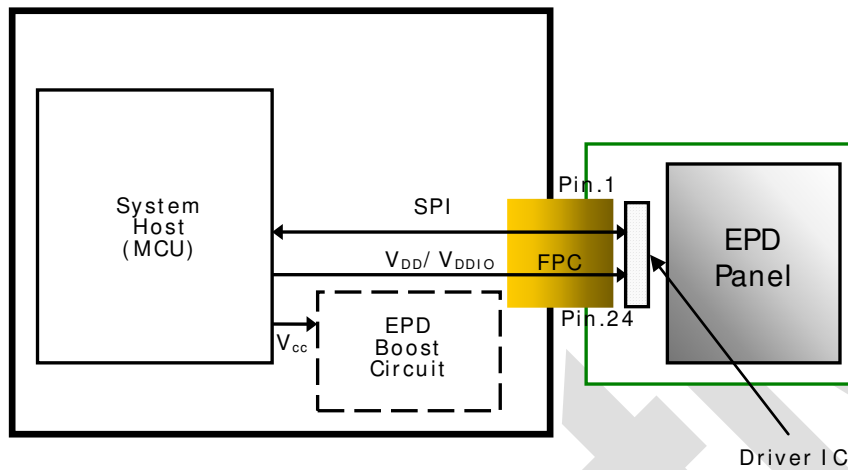 System
Host
(MCU)
SPI
VDD/ VDDIO
Vcc
EPD
Boost
Circuit
Pin.1
FPC
Pin.24
EPD
Panel
Driver IC